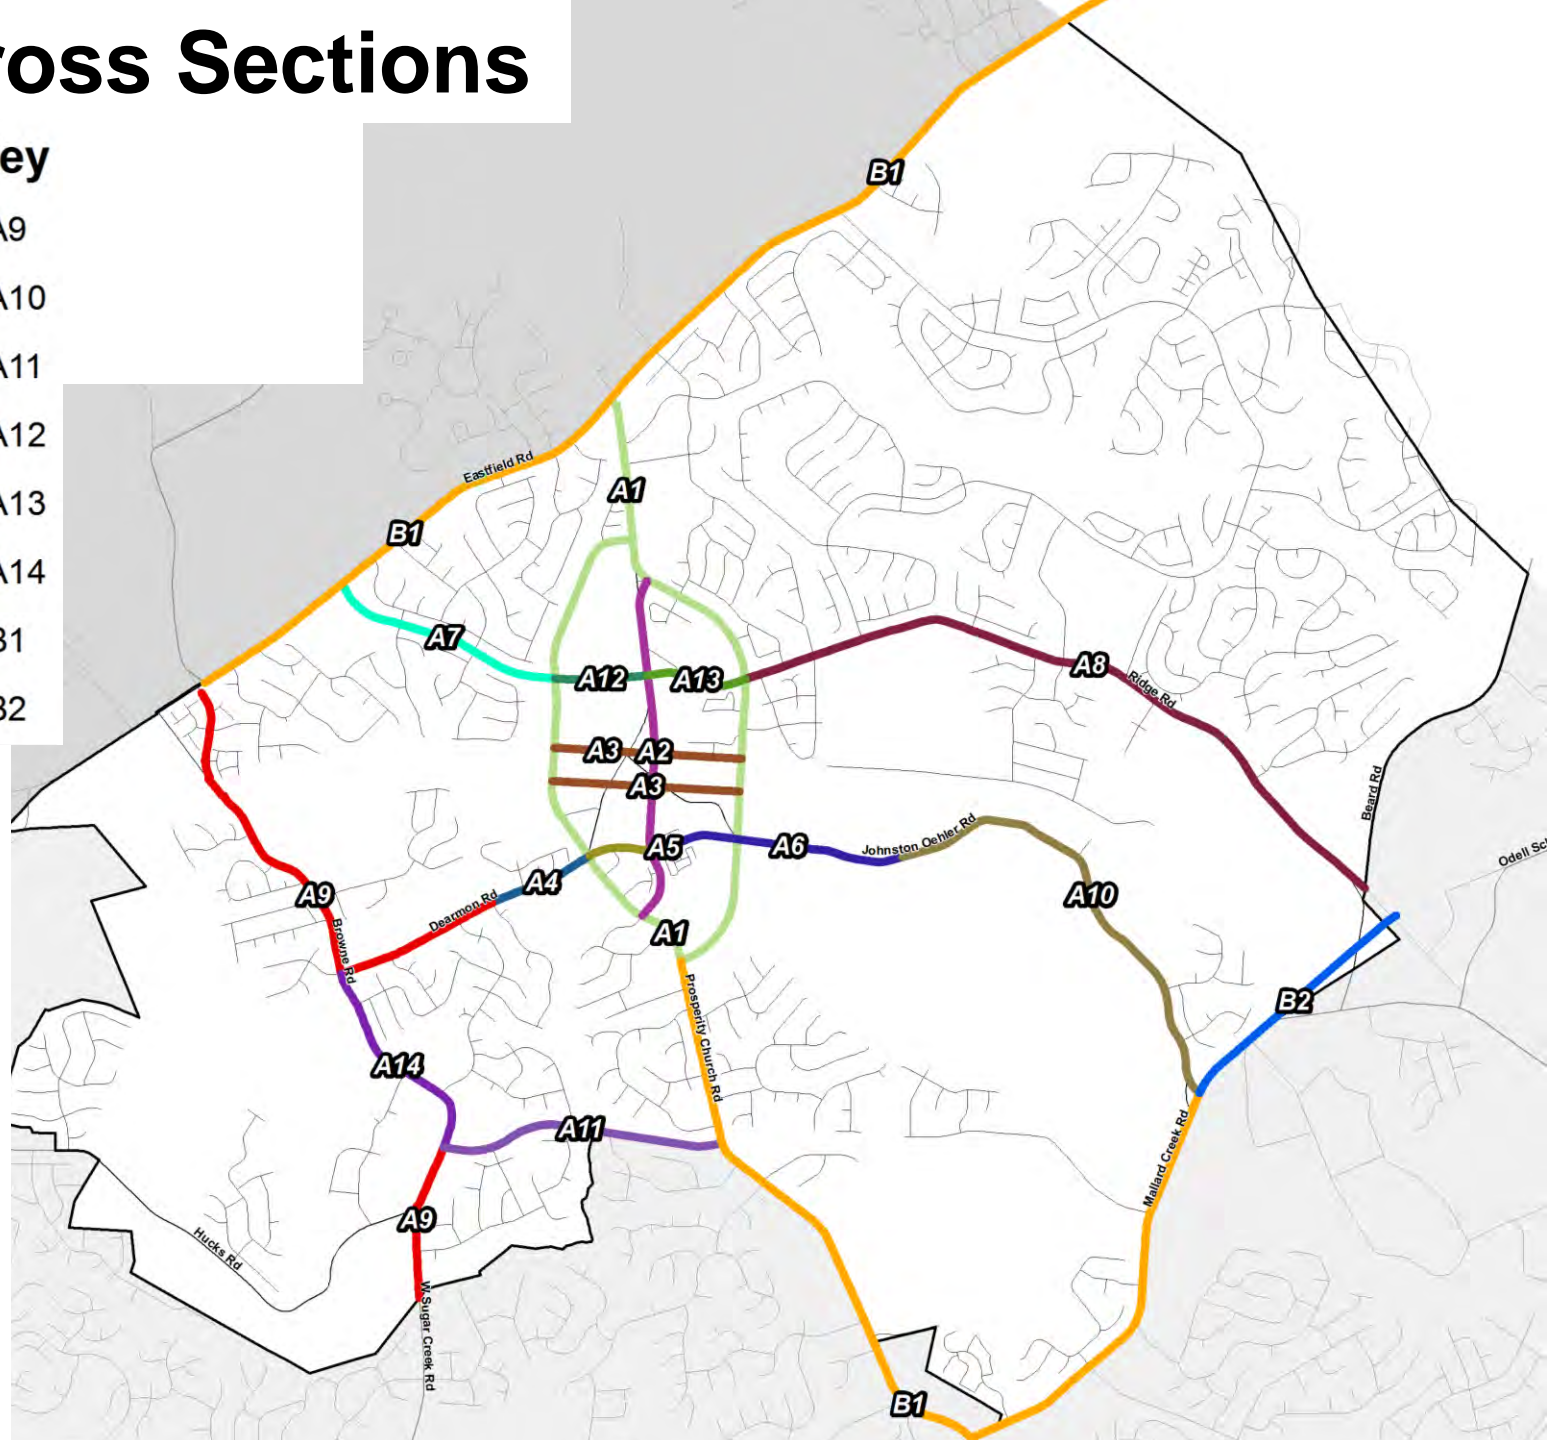 ross Sections
ey
A9
A10
A11
A12
A13
A14
B1
B2
B1
Eastfield Rd
A1
B1
A7
A12
A13
A8
Ridge Rd
A3
A2
A3
Beard Rd
A5
A6
Johnston Oehler Rd
Odell Sc
A4
A9
Dearmon Rd
A10
Browne Rd
A1
Prosperity Church Rd
B2
A14
A11
Mallard Creek Rd
A9
Hucks Rd
W Sugar Creek Rd
B1